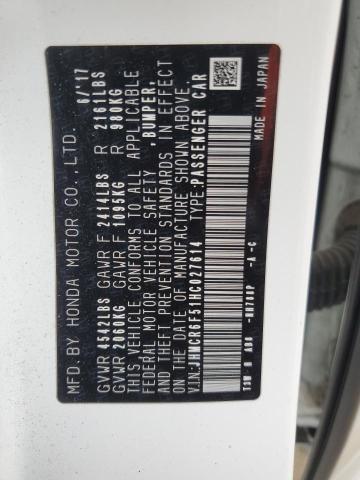 MFD. BY HONDA MOTOR CO., LTD. 6/'17
GVWR 4542LBS GAWR F 2414LBS R 2161LBS
GVWR 2060KG GAWR F 1095KG R 980KG
THIS VEHICLE CONFORMS TO ALL APPLICABLE
FEDERAL MOTOR VEHICLE SAFETY ,BUMPER,
AND THEFT PREVENTION STANDARDS IN EFFECT
ON THE DATE OF MANUFACTURE SHOWN ABOVE.
V.I.N.:JHMCR6F51HC027614 TYPE:PASSENGER CAR
-A-C
TSW MADE IN JAPAN